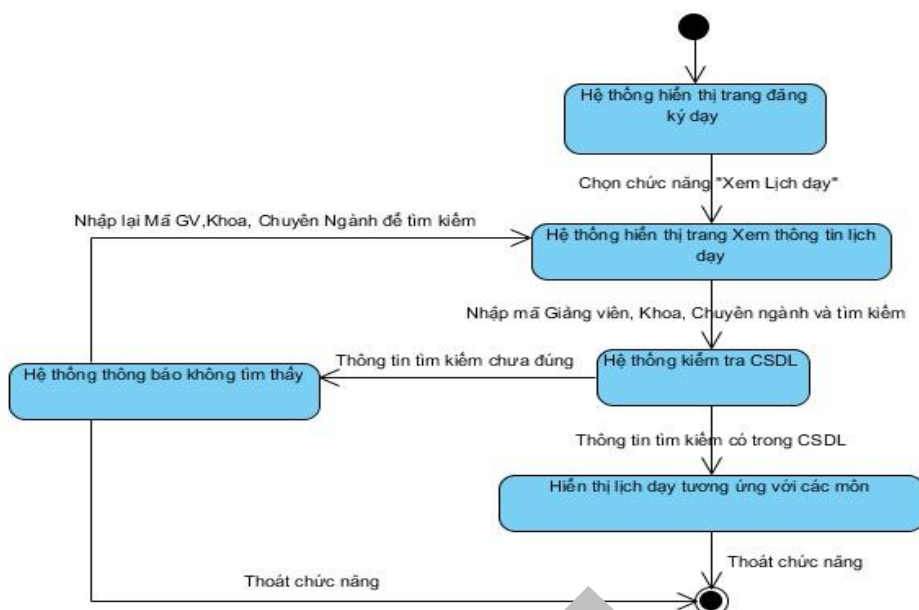 Hệ thống hiển thị trang đăng
ký dạy
Chọn chức năng "Xem Lịch dạy"
Nhập lại Mã GV,Khoa, Chuyên Ngành để tìm kiếm
Hệ thống hiển thị trang Xem thông tin lịch
dạy
Nhập mã Giảng viên, Khoa, Chuyên ngành và tìm kiếm
Hệ thống thông báo không tìm thấy
Thông tin tìm kiếm chưa đúng
Hệ thống kiểm tra CSDL
Thông tin tìm kiếm có trong CSDL
Hiển thị lịch dạy tương ứng với các môn
Thoát chức năng
Thoát chức năng